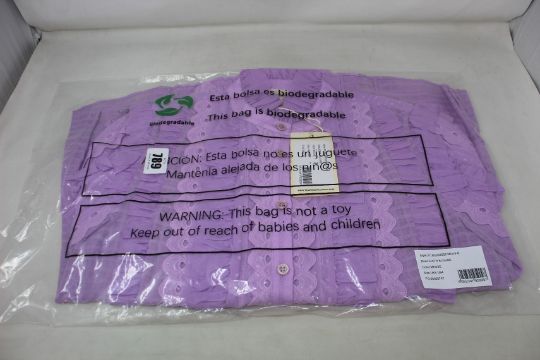 Esta bolsa es biodegradable
biodegradable
This bag is biodegradable
789
Esta bolsa no es un juguete
Mantenla alejada de los niñ@s
WARNING: This bag is not a toy
Keep out of reach of babies and children